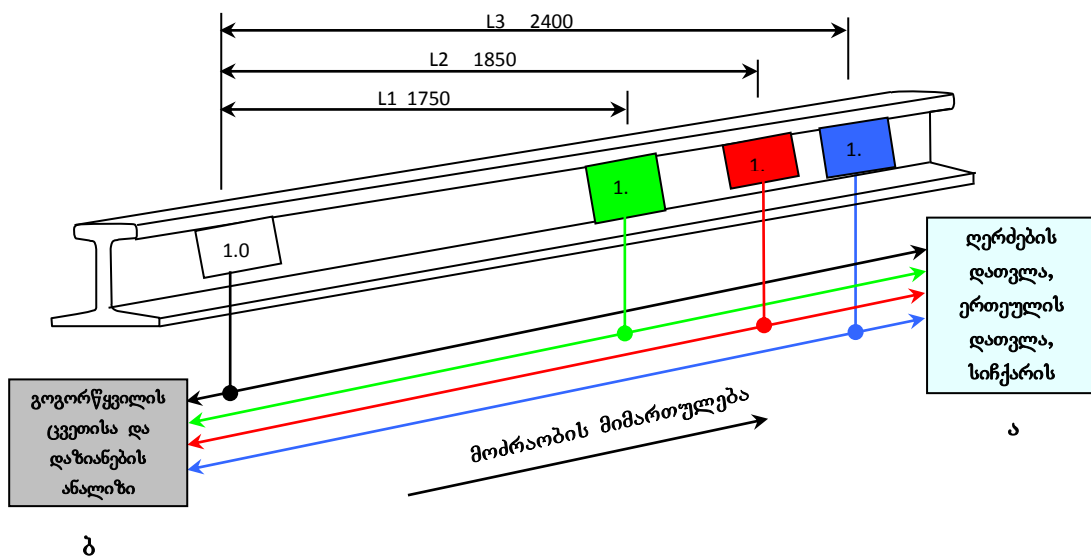 L3 2400
L2 1850
L1 1750
1.0
1.
1.
1.
ღერძების
დათვლა,
ერთეულის
დათვლა,
სიჩქარის
ა
მოძრაობის მიმართულება
გოგორწყვილის
ცვეთისა და
დაზიანების
ანალიზი
ბ